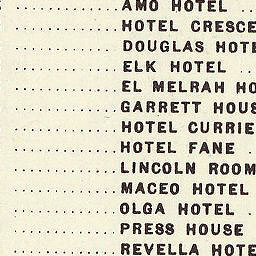 AMO HOTEL
HOTEL CRESCE
DOUGLAS HOTE
ELK HOTEL
EL MELRAH HO
GARRETT HOUS
HOTEL CURRIE
HOTEL FANE
LINCOLN ROOM
MACEO HOTEL
OLGA HOTEL
PRESS HOUSE
REVELLA HOTE